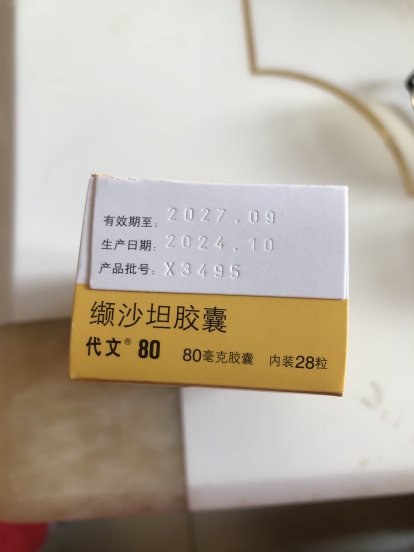 有效期至: 2027.09
生产日期: 2024.10
产品批号: X3495
缬沙坦胶囊
代文® 80 80毫克胶囊 内装28粒